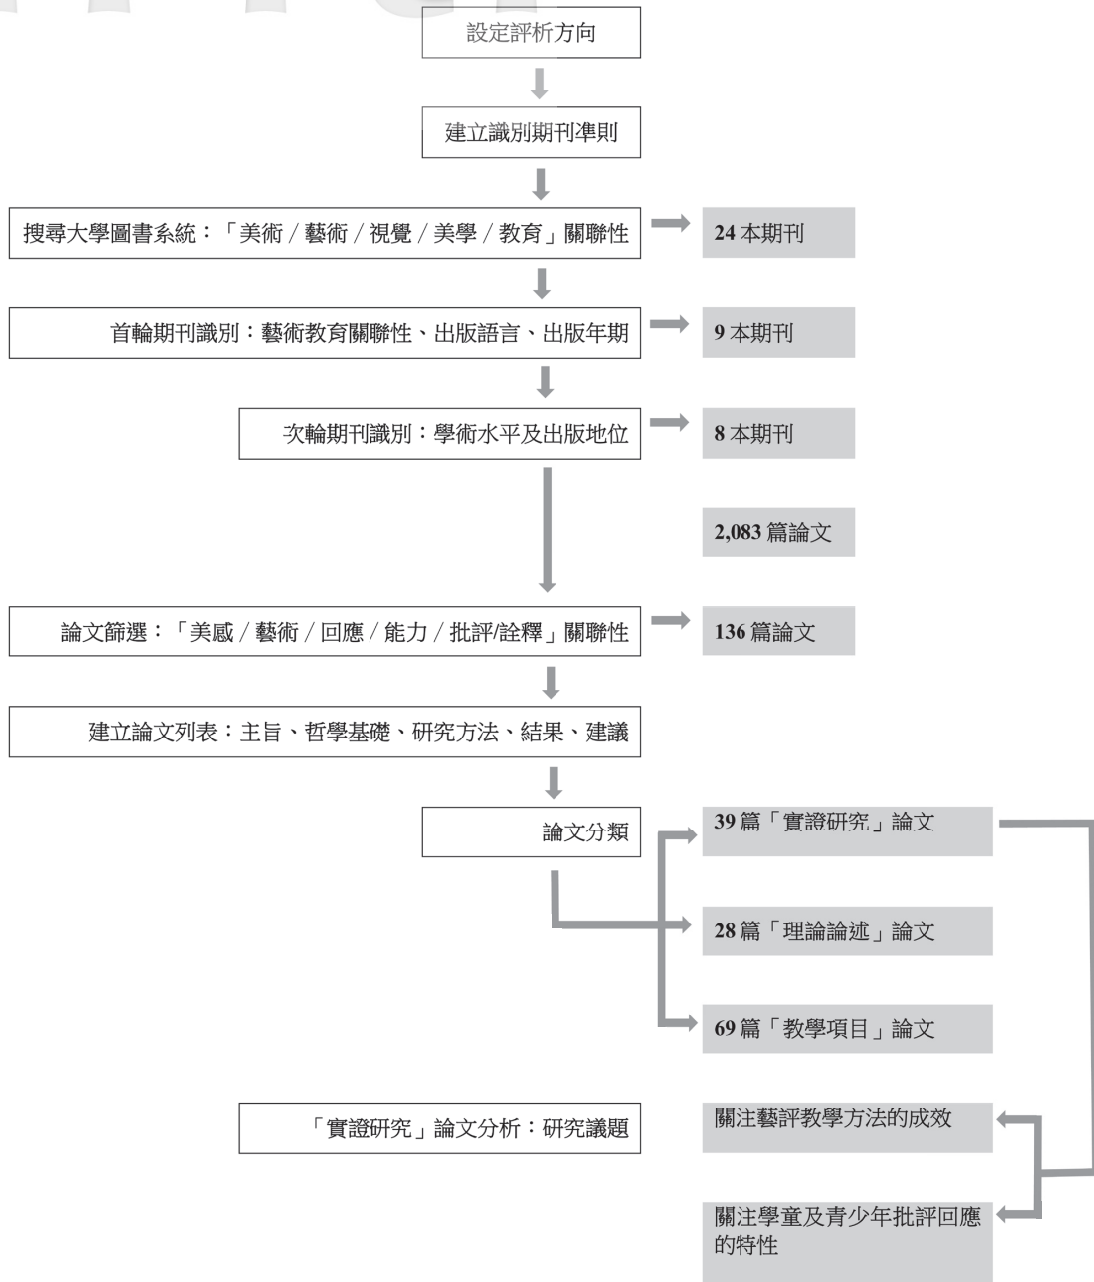 設定評析方向
建立識別期刊準則
搜尋大學圖書系統：「美術 / 藝術 / 視覺 / 美學 / 教育」關聯性
24 本期刊
首輪期刊識別：藝術教育關聯性、出版語言、出版年期
9 本期刊
次輪期刊識別：學術水平及出版地位
8 本期刊
2,083 篇論文
論文篩選：「美感 / 藝術 / 回應 / 能力 / 批評/詮釋」關聯性
136 篇論文
建立論文列表：主旨、哲學基礎、研究方法、結果、建議
論文分類
39 篇「實證研究」論文
28 篇「理論論述」論文
69 篇「教學項目」論文
「實證研究」論文分析：研究議題
關注藝評教學方法的成效
關注學童及青少年批評回應
的特性